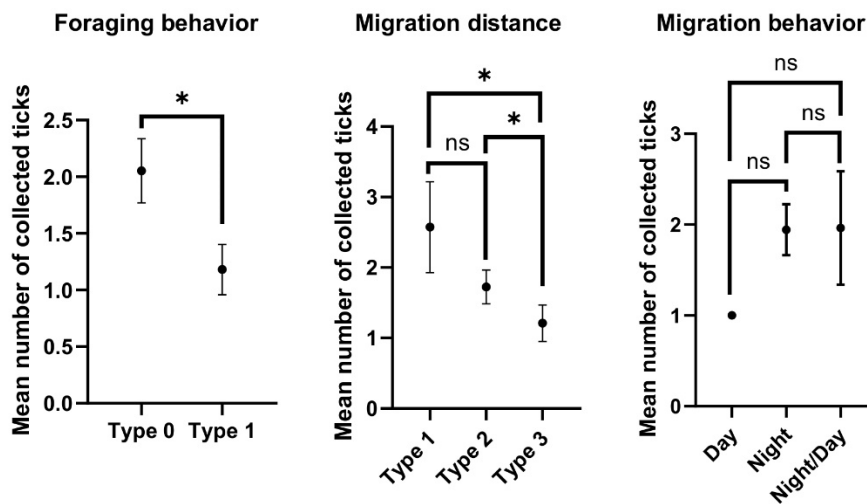 Foraging behavior
Mean number of collected ticks
2.5
2.0
1.5
1.0
0.5
0.0
*
Type 0
Type 1
Migration distance
Mean number of collected ticks
4
3
2
1
0
*
ns
*
Type 1
Type 2
Type 3
Migration behavior
Mean number of collected ticks
3
2
1
0
ns
ns
ns
Day
Night
Night/Day